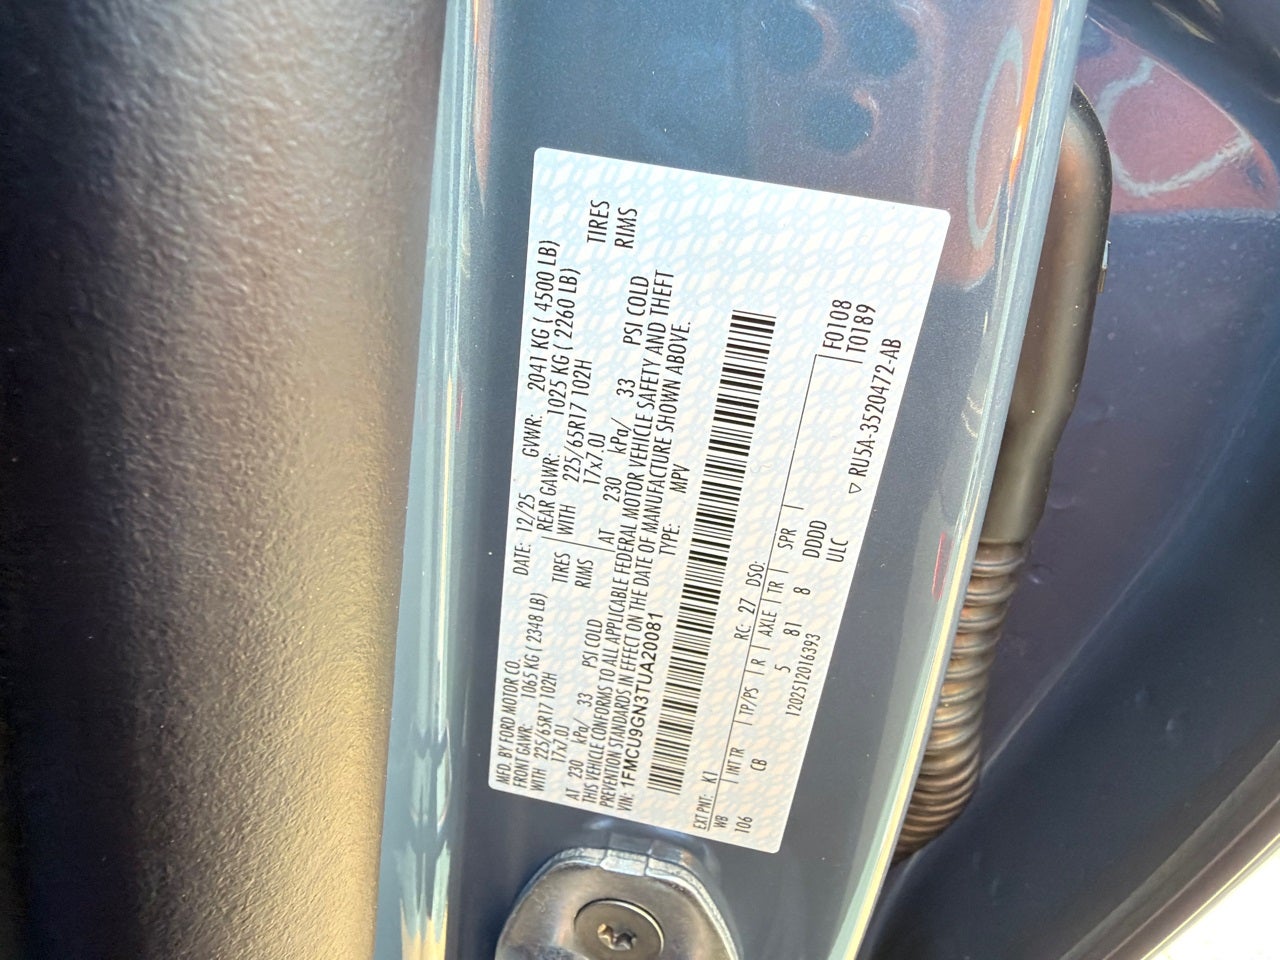 MFD. BY FORD MOTOR CO.
DATE: 12/25 GVWR: 2041 KG ( 4500 LB)
FRONT GAWR: 1065 KG ( 2348 LB) REAR GAWR: 1025 KG ( 2260 LB)
WITH 225/65R17 102H TIRES WITH 225/65R17 102H TIRES
17x7.0J RIMS 17x7.0J RIMS
AT 230 kPa/ 33 PSI COLD AT 230 kPa/ 33 PSI COLD
THIS VEHICLE CONFORMS TO ALL APPLICABLE FEDERAL MOTOR VEHICLE SAFETY AND THEFT
PREVENTION STANDARDS IN EFFECT ON THE DATE OF MANUFACTURE SHOWN ABOVE.
VIN: 1FMCU9GN3TUA20081 TYPE: MPV
EXT PNT: K1 RC: 27 DSO: F0108
WB INT TR TP/PS R AXLE TR SPR T0189
106 CB 5 81 8 DDDD
1202512016393 ULC ▽ RU5A-3520472-AB